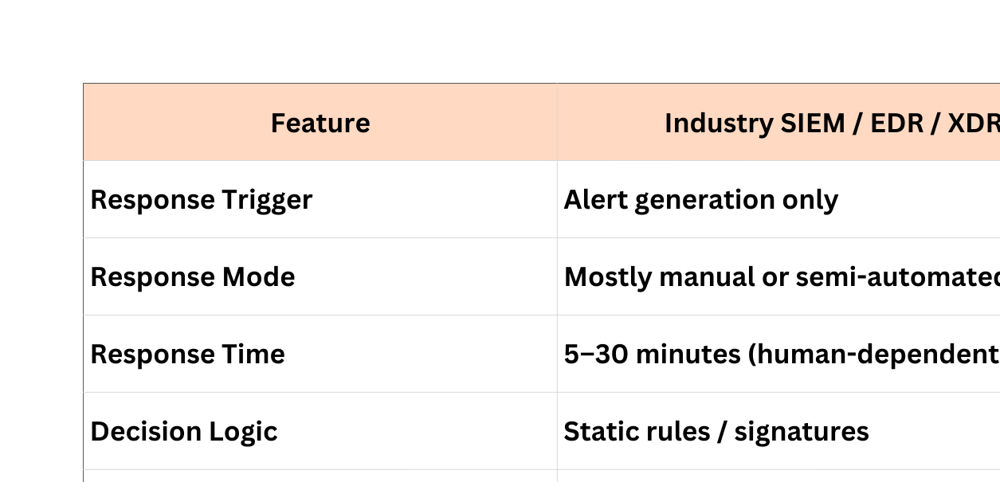 Feature
Industry SIEM / EDR / XDR
Response Trigger
Alert generation only
Response Mode
Mostly manual or semi-automated
Response Time
5–30 minutes (human-dependent
Decision Logic
Static rules / signatures